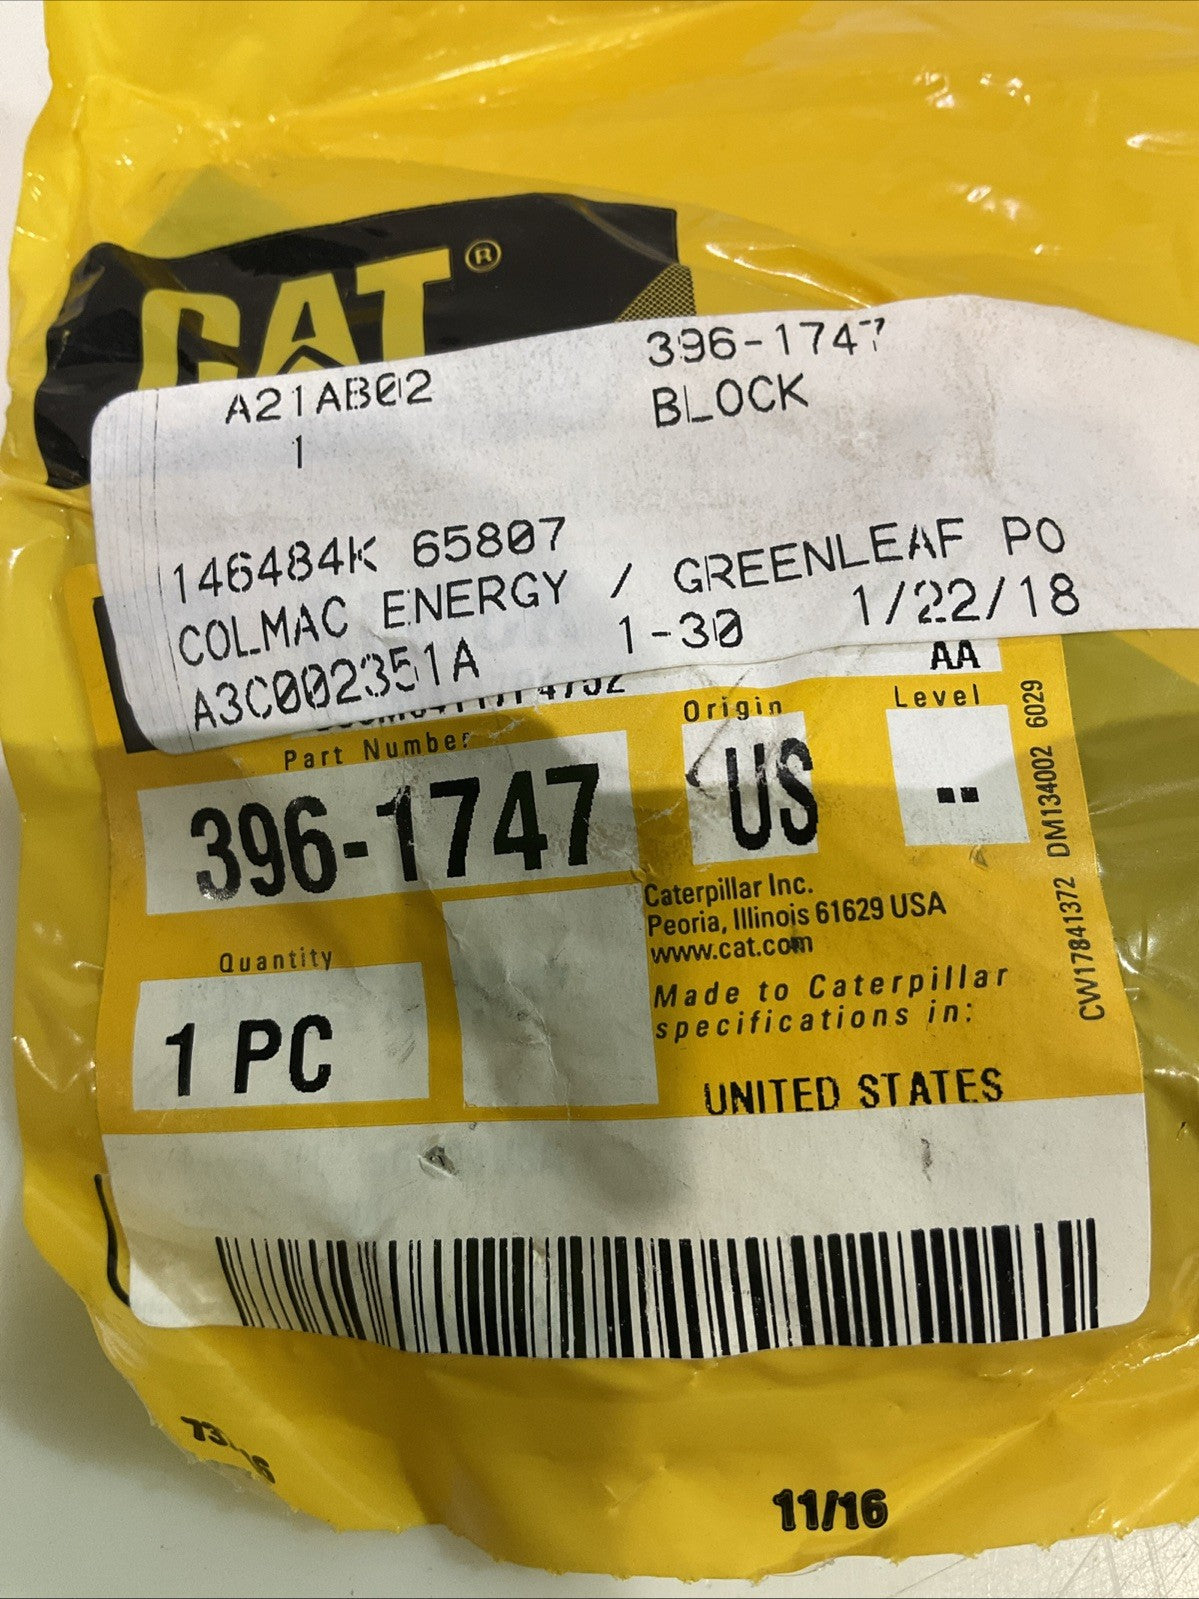 CAT®
396-1747
A21AB02
BLOCK
1
146484K 65807
COLMAC ENERGY / GREENLEAF PO
A3C002351A 1-30 1/22/18
AA
Part Number
Origin
Level
396-1747
US
--
CW17841372 DM134002 6029
Caterpillar Inc.
Peoria, Illinois 61629 USA
www.cat.com
Quantity
1 PC
Made to Caterpillar
specifications in:
UNITED STATES
11/16